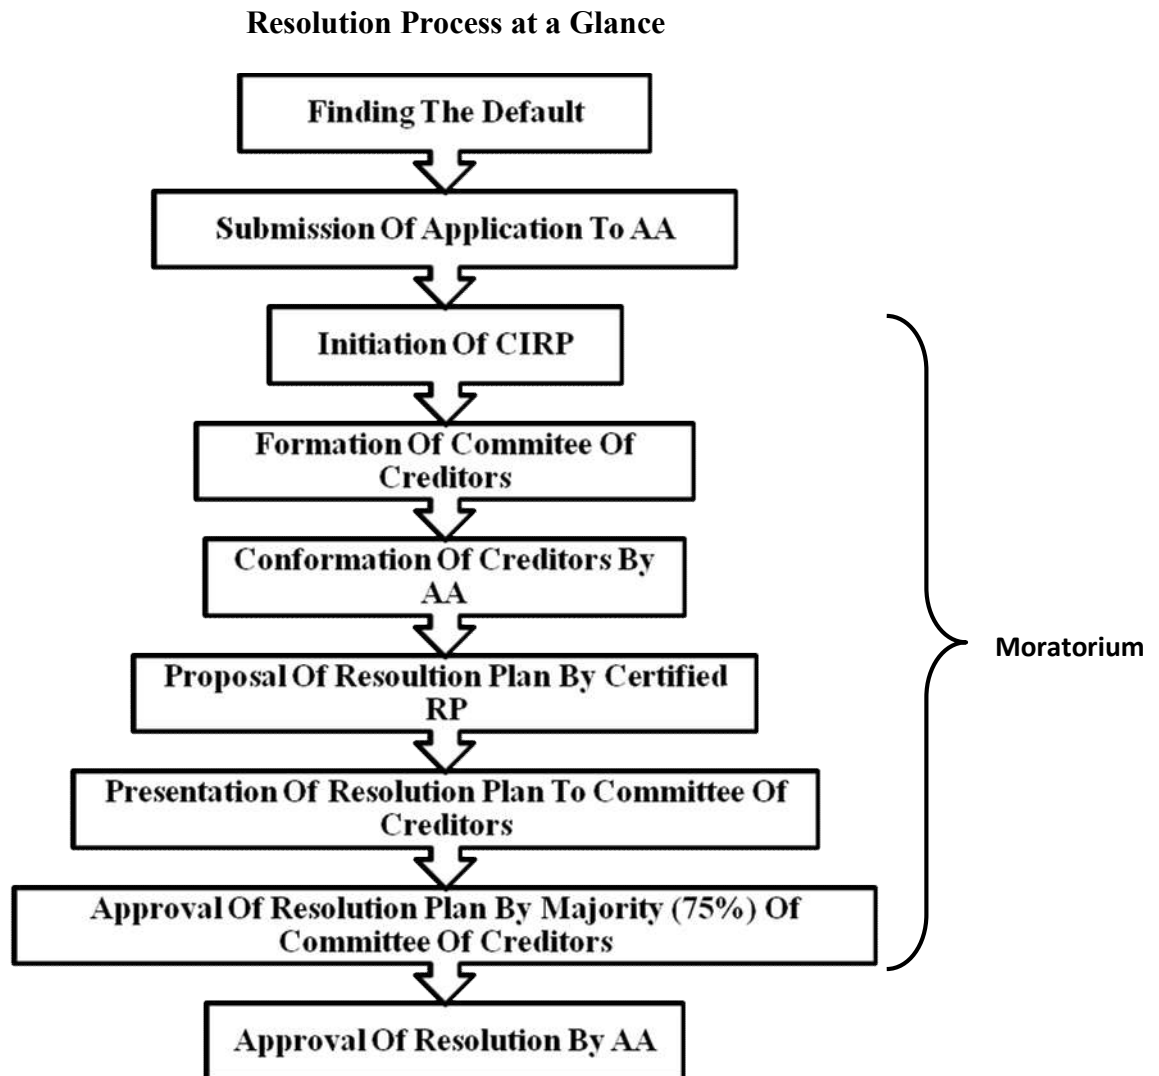 Resolution Process at a Glance
Finding The Default
Submission Of Application To AA
Initiation Of CIRP
Formation Of Commitee Of
Creditors
Conformation Of Creditors By
AA
Proposal Of Resoultion Plan By Certified
RP
Moratorium
Presentation Of Resolution Plan To Committee Of
Creditors
Approval Of Resolution Plan By Majority (75%) Of
Committee Of Creditors
Approval Of Resolution By AA